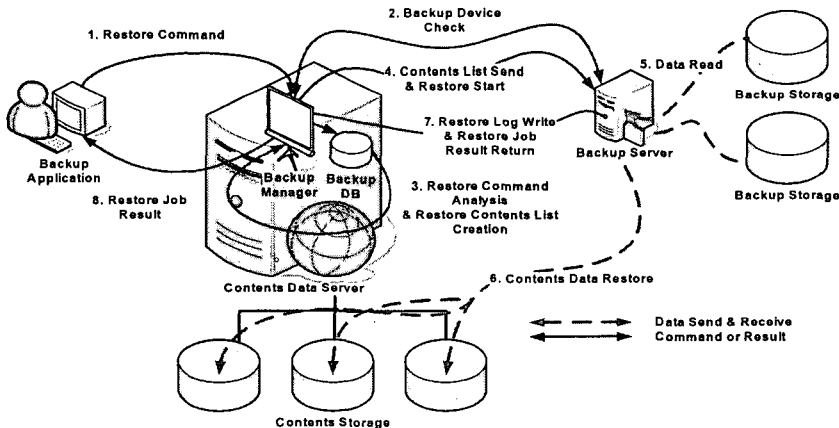 1. Restore Command
2. Backup Device
Check
4. Contents List Send
& Restore Start
5. Data Read
Backup Storage
7. Restore Log Write
& Restore Job
Result Return
Backup Server
Backup Storage
Backup
Application
Backup
Manager
Backup
DB
8. Restore Job
Result
3. Restore Command
Analysis
& Restore Contents List
Creation
Contents Data Server
6. Contents Data Restore
Data Send & Receive
Command or Result
Contents Storage